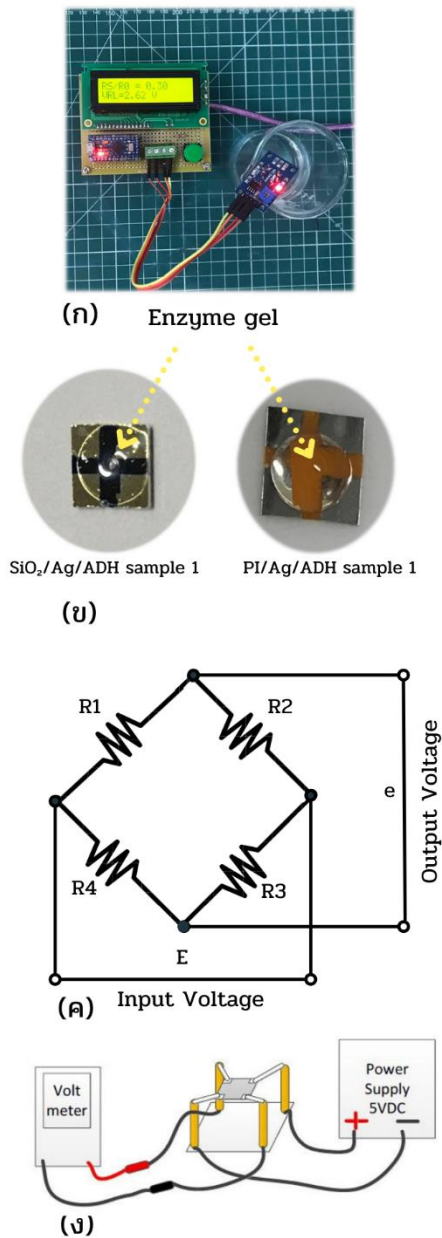 RS/R0 = 0.30
VRL=2.62 V
(ก)
Enzyme gel
SiO₂/Ag/ADH sample 1
PI/Ag/ADH sample 1
(ข)
R1
R2
R4
R3
E
e
Output Voltage
Input Voltage
(ค)
Volt
meter
Power
Supply
5VDC
+
−
(ง)